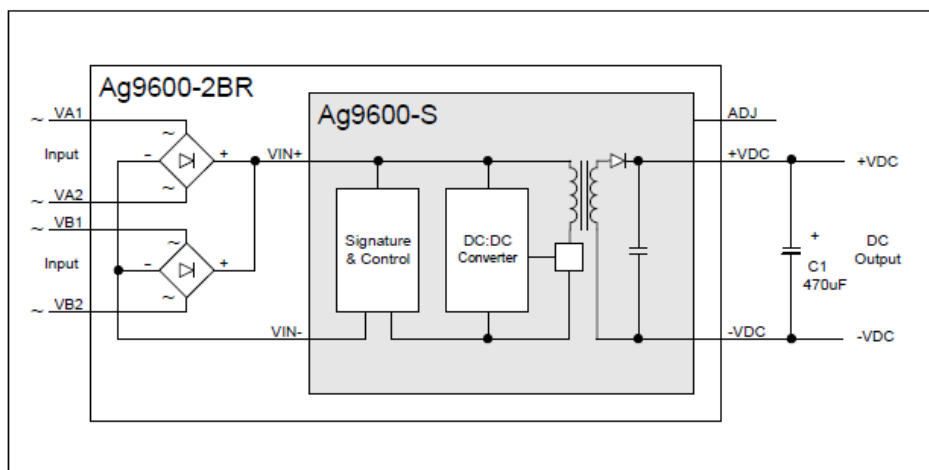 Ag9600-2BR
Ag9600-S
~ VA1
Input
~ VA2
~ VB1
Input
~ VB2
~
-
+
~
~
-
+
~
VIN+
VIN-
Signature
& Control
DC:DC
Converter
ADJ
+VDC
-VDC
+
C1
470uF
+VDC
DC
Output
-VDC